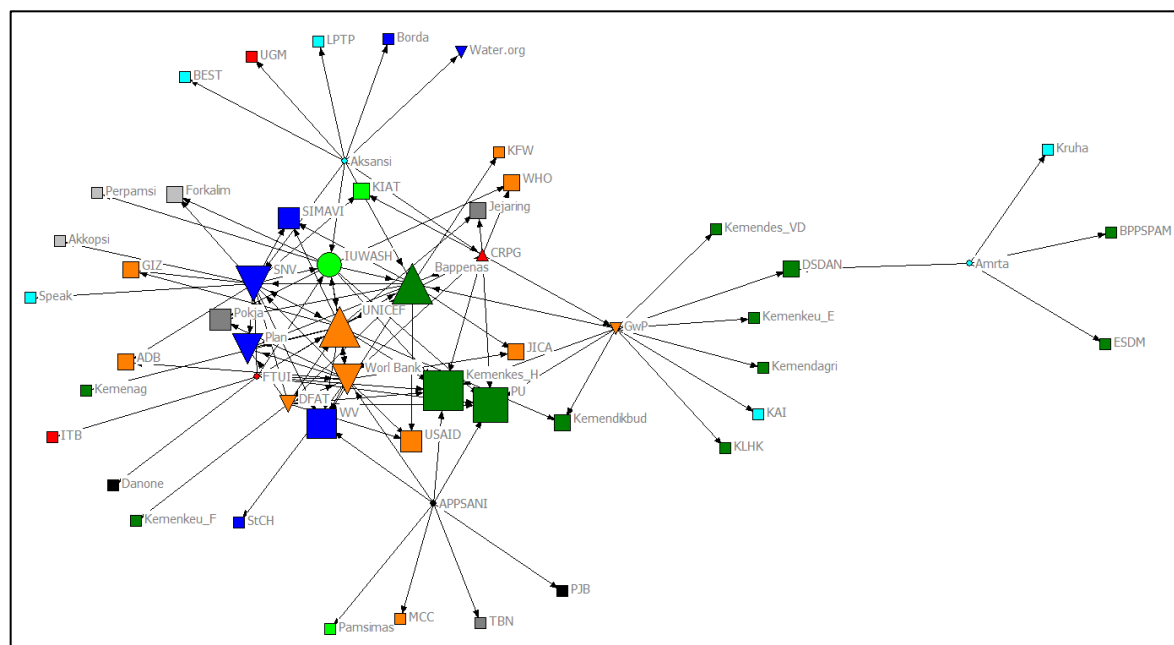 LPTP
Borda
Water.org
UGM
BEST
Aksansi
KFW
Kruha
WHO
KIAT
Perpamsi
Forkalim
Jejaring
SIMAVI
Kemendes_VD
BPPSPAM
Akkopsi
IUWASH
CRPG
Bappenas
GIZ
SNV
DSDAN
Amrta
Speak
Pokja
UNICEF
GwP
Kemenkeu_E
Plan
ESDM
ADB
JICA
Worl Bank
Kemendagri
FTUI
Kemenkes_H
Kemenag
PU
DFAT
WV
Kemendikbud
KAI
ITB
USAID
KLHK
Danone
APPSANI
Kemenkeu_F
StCH
PJB
MCC
TBN
Pamsimas